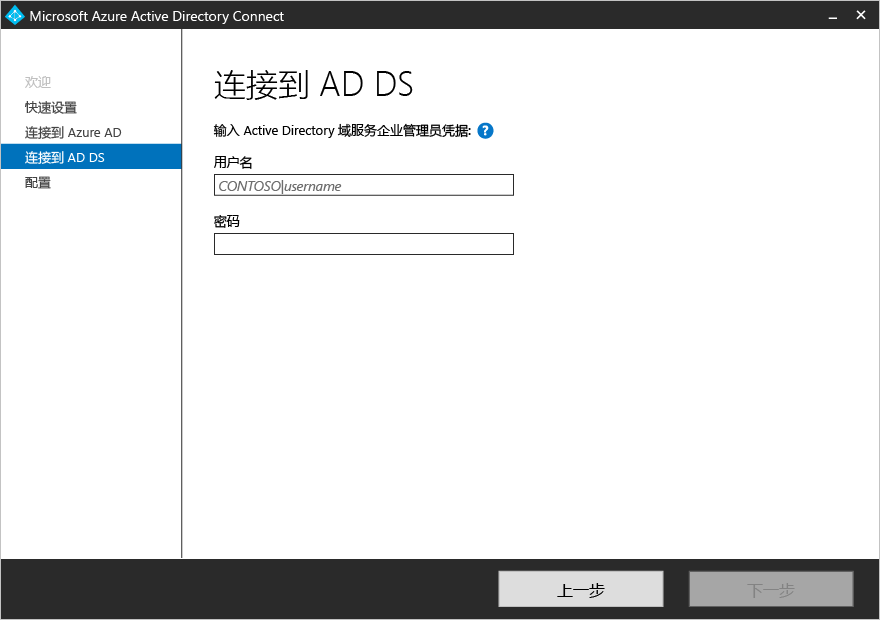 Microsoft Azure Active Directory Connect
欢迎
快速设置
连接到 Azure AD
连接到 AD DS
配置
连接到 AD DS
输入 Active Directory 域服务企业管理员凭据: ?
用户名
CONTOSO|username
密码
上一步
下一步